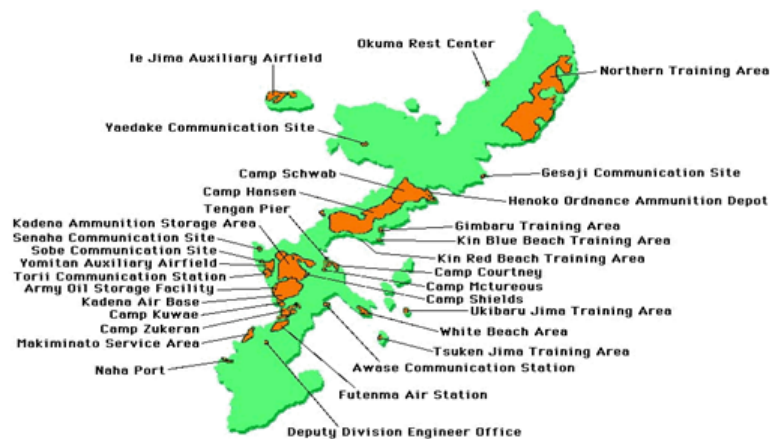 Okuma Rest Center
Ie Jima Auxiliary Airfield
Northern Training Area
Yaedake Communication Site
Camp Schwab
Gesaji Communication Site
Camp Hansen
Henoko Ordnance Ammunition Depot
Tengan Pier
Kadena Ammunition Storage Area
Gimbaru Training Area
Senaha Communication Site
Kin Blue Beach Training Area
Sobe Communication Site
Kin Red Beach Training Area
Yomitan Auxiliary Airfield
Camp Courtney
Torii Communication Station
Camp Mctureous
Army Oil Storage Facility
Camp Shields
Kadena Air Base
Ukibaru Jima Training Area
Camp Kuwae
Camp Zukeran
White Beach Area
Makiminato Service Area
Tsuken Jima Training Area
Naha Port
Awase Communication Station
Futenma Air Station
Deputy Division Engineer Office